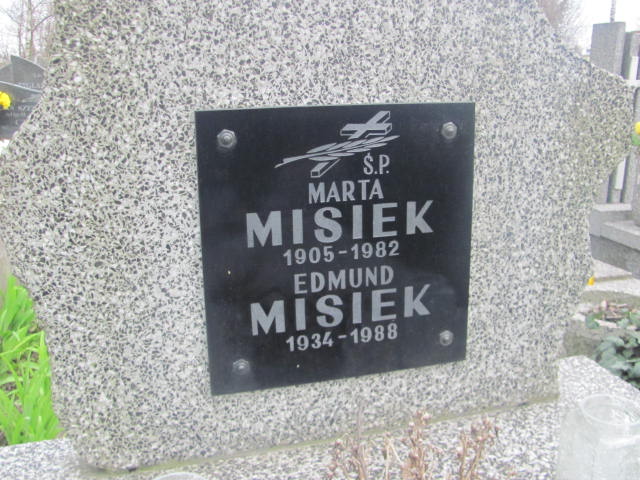 Ś.P.
MARTA
MISIEK
1905-1982
EDMUND
MISIEK
1934-1988